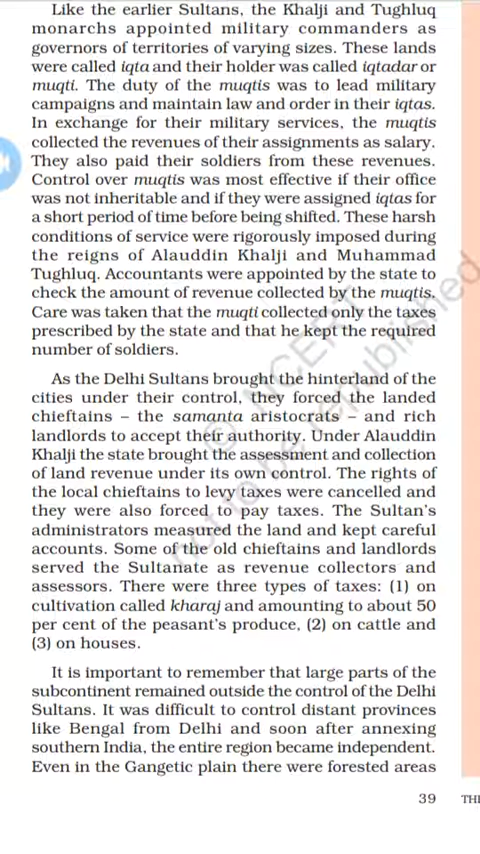 Like the earlier Sultans, the Khalji and Tughluq
monarchs appointed military commanders as
governors of territories of varying sizes. These lands
were called iqta and their holder was called iqtadar or
muqti. The duty of the muqtis was to lead military
campaigns and maintain law and order in their iqtas.
In exchange for their military services, the muqtis
collected the revenues of their assignments as salary.
They also paid their soldiers from these revenues.
Control over muqtis was most effective if their office
was not inheritable and if they were assigned iqtas for
a short period of time before being shifted. These harsh
conditions of service were rigorously imposed during
the reigns of Alauddin Khalji and Muhammad
Tughluq. Accountants were appointed by the state to
check the amount of revenue collected by the muqtis.
Care was taken that the muqti collected only the taxes
prescribed by the state and that he kept the required
number of soldiers.
As the Delhi Sultans brought the hinterland of the
cities under their control, they forced the landed
chieftains – the samanta aristocrats – and rich
landlords to accept their authority. Under Alauddin
Khalji the state brought the assessment and collection
of land revenue under its own control. The rights of
the local chieftains to levy taxes were cancelled and
they were also forced to pay taxes. The Sultan's
administrators measured the land and kept careful
accounts. Some of the old chieftains and landlords
served the Sultanate as revenue collectors and
assessors. There were three types of taxes: (1) on
cultivation called kharaj and amounting to about 50
per cent of the peasant's produce, (2) on cattle and
(3) on houses.
It is important to remember that large parts of the
subcontinent remained outside the control of the Delhi
Sultans. It was difficult to control distant provinces
like Bengal from Delhi and soon after annexing
southern India, the entire region became independent.
Even in the Gangetic plain there were forested areas
39
THE
© NCERT
not to be republished